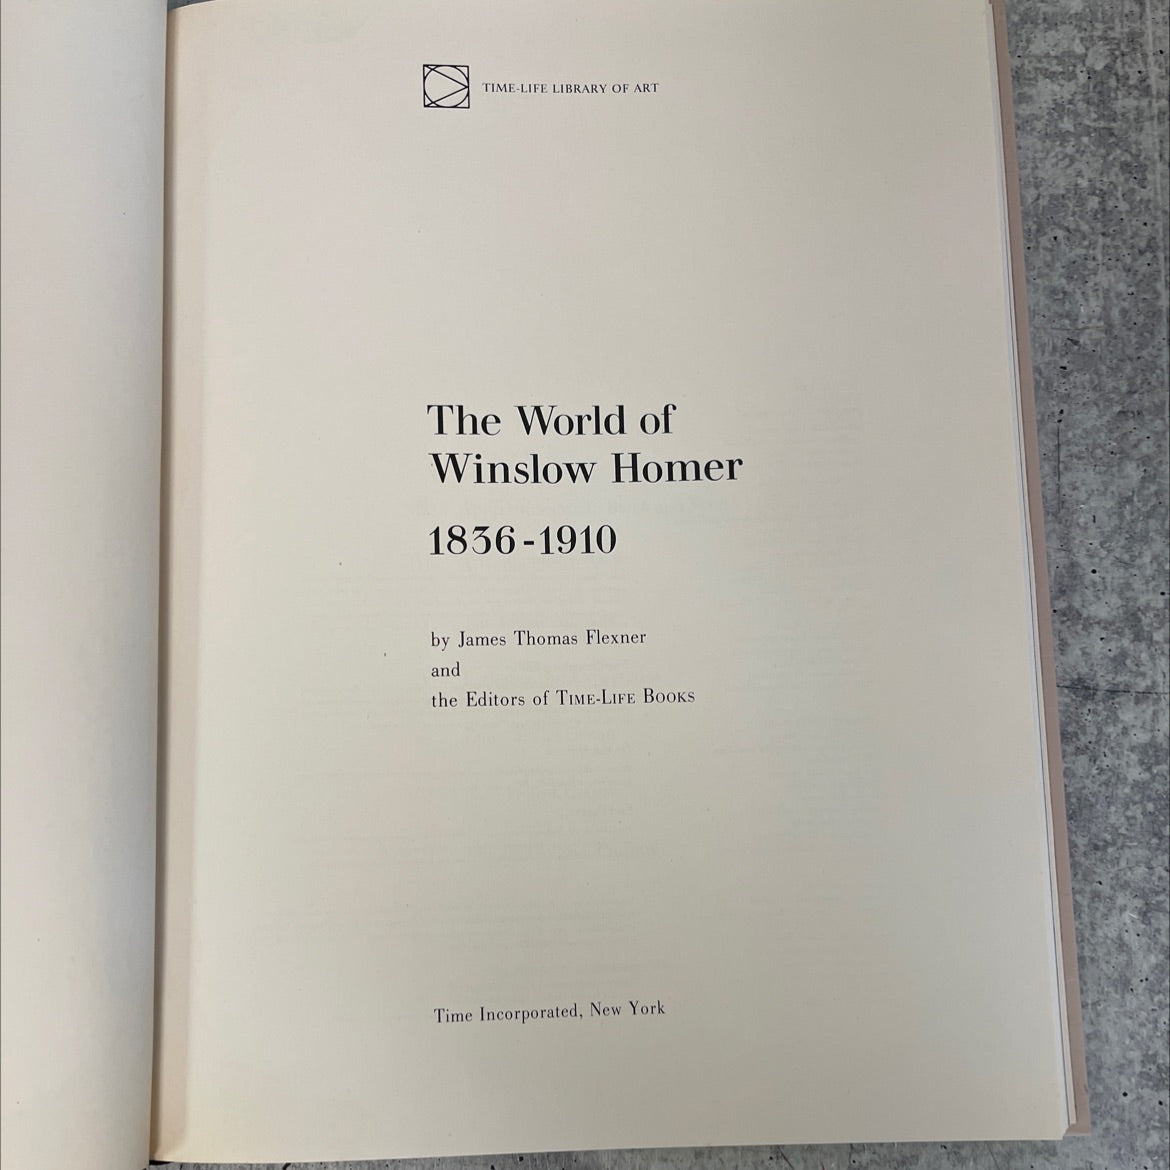 TIME-LIFE LIBRARY OF ART
The World of
Winslow Homer
1836-1910
by James Thomas Flexner
and
the Editors of TIME-LIFE BOOKS
Time Incorporated, New York